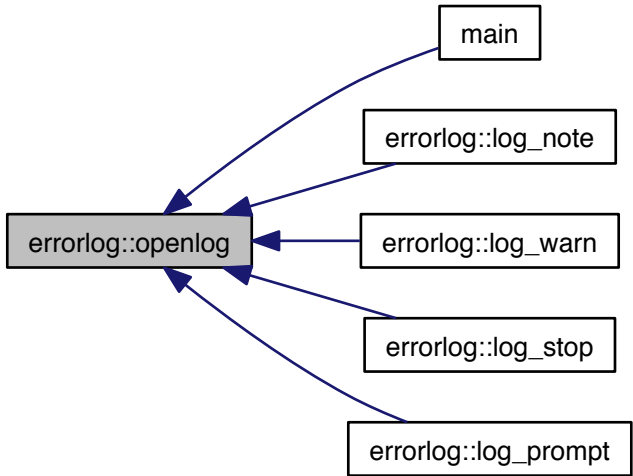 main
errorlog::log_note
errorlog::openlog
errorlog::log_warn
errorlog::log_stop
errorlog::log_prompt